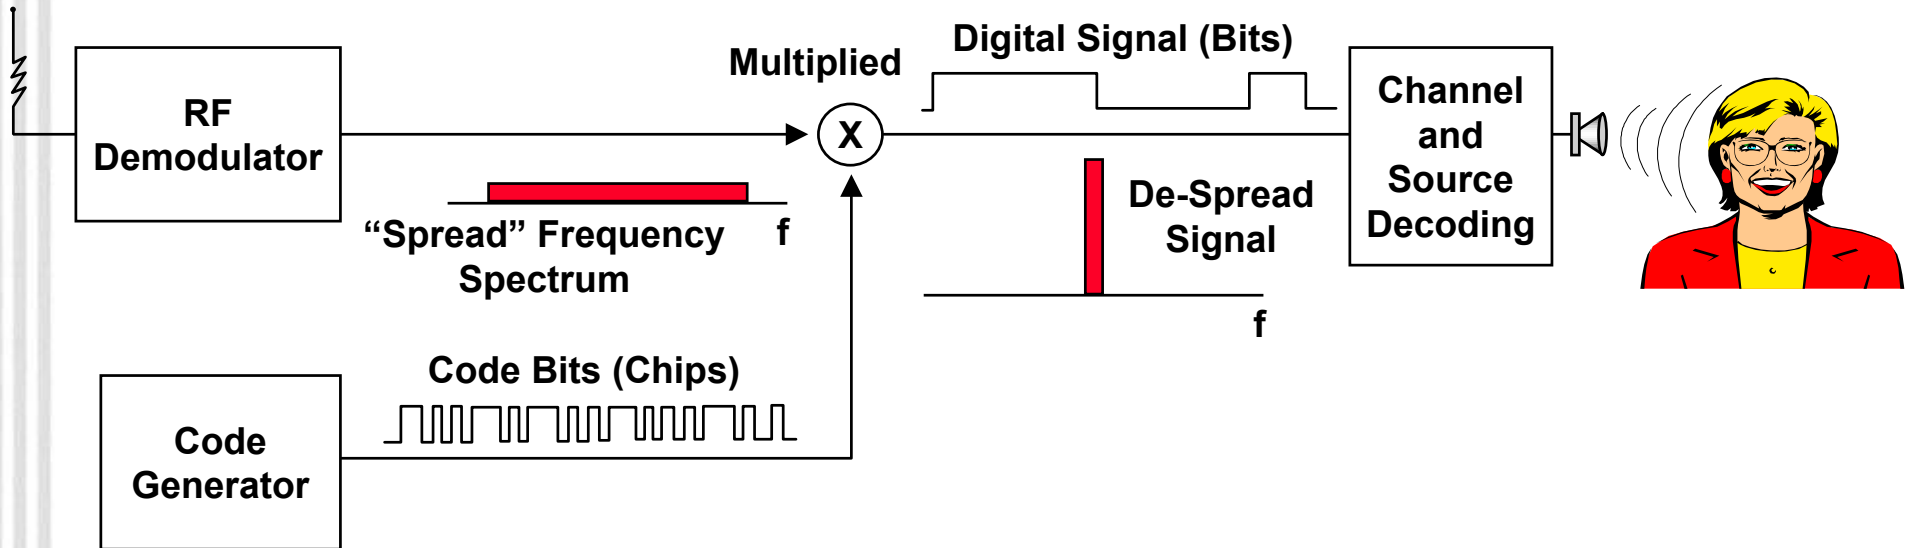 RF
Demodulator
Multiplied
X
Digital Signal (Bits)
Channel
and
Source
Decoding
“Spread” Frequency
Spectrum
f
De-Spread
Signal
f
Code Bits (Chips)
Code
Generator